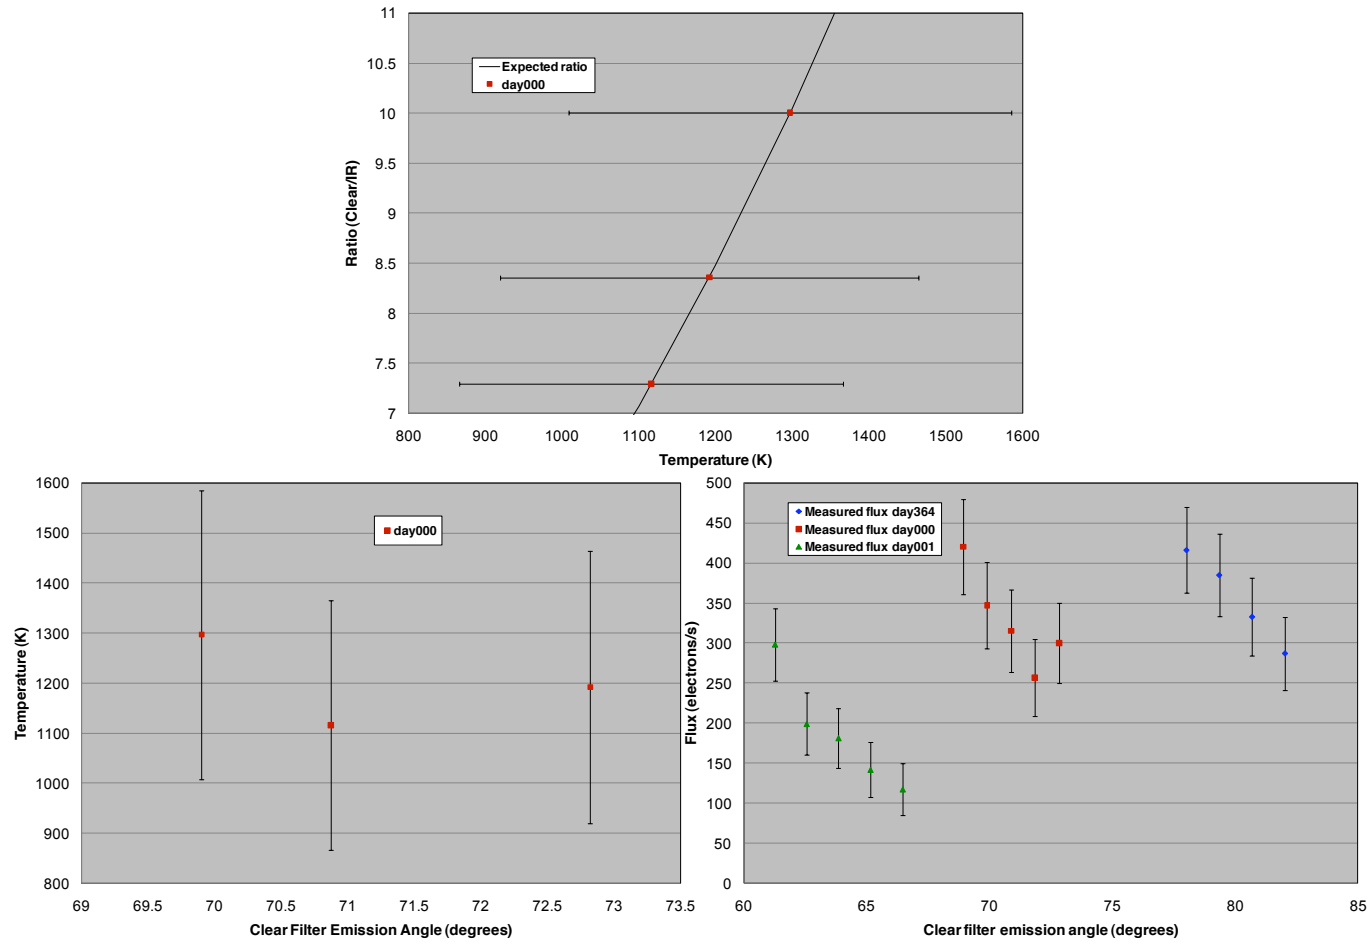 11
10.5
10
9.5
9
8.5
8
7.5
7
Ratio (Clear/IR)
Expected ratio
day000
800 900 1000 1100 1200 1300 1400 1500 1600
Temperature (K)
1600
1500
1400
1300
1200
1100
1000
900
800
Temperature (K)
day000
69 69.5 70 70.5 71 71.5 72 72.5 73 73.5
Clear Filter Emission Angle (degrees)
500
450
400
350
300
250
200
150
100
50
0
Flux (electrons/s)
Measured flux day364
Measured flux day000
Measured flux day001
60 65 70 75 80 85
Clear filter emission angle (degrees)